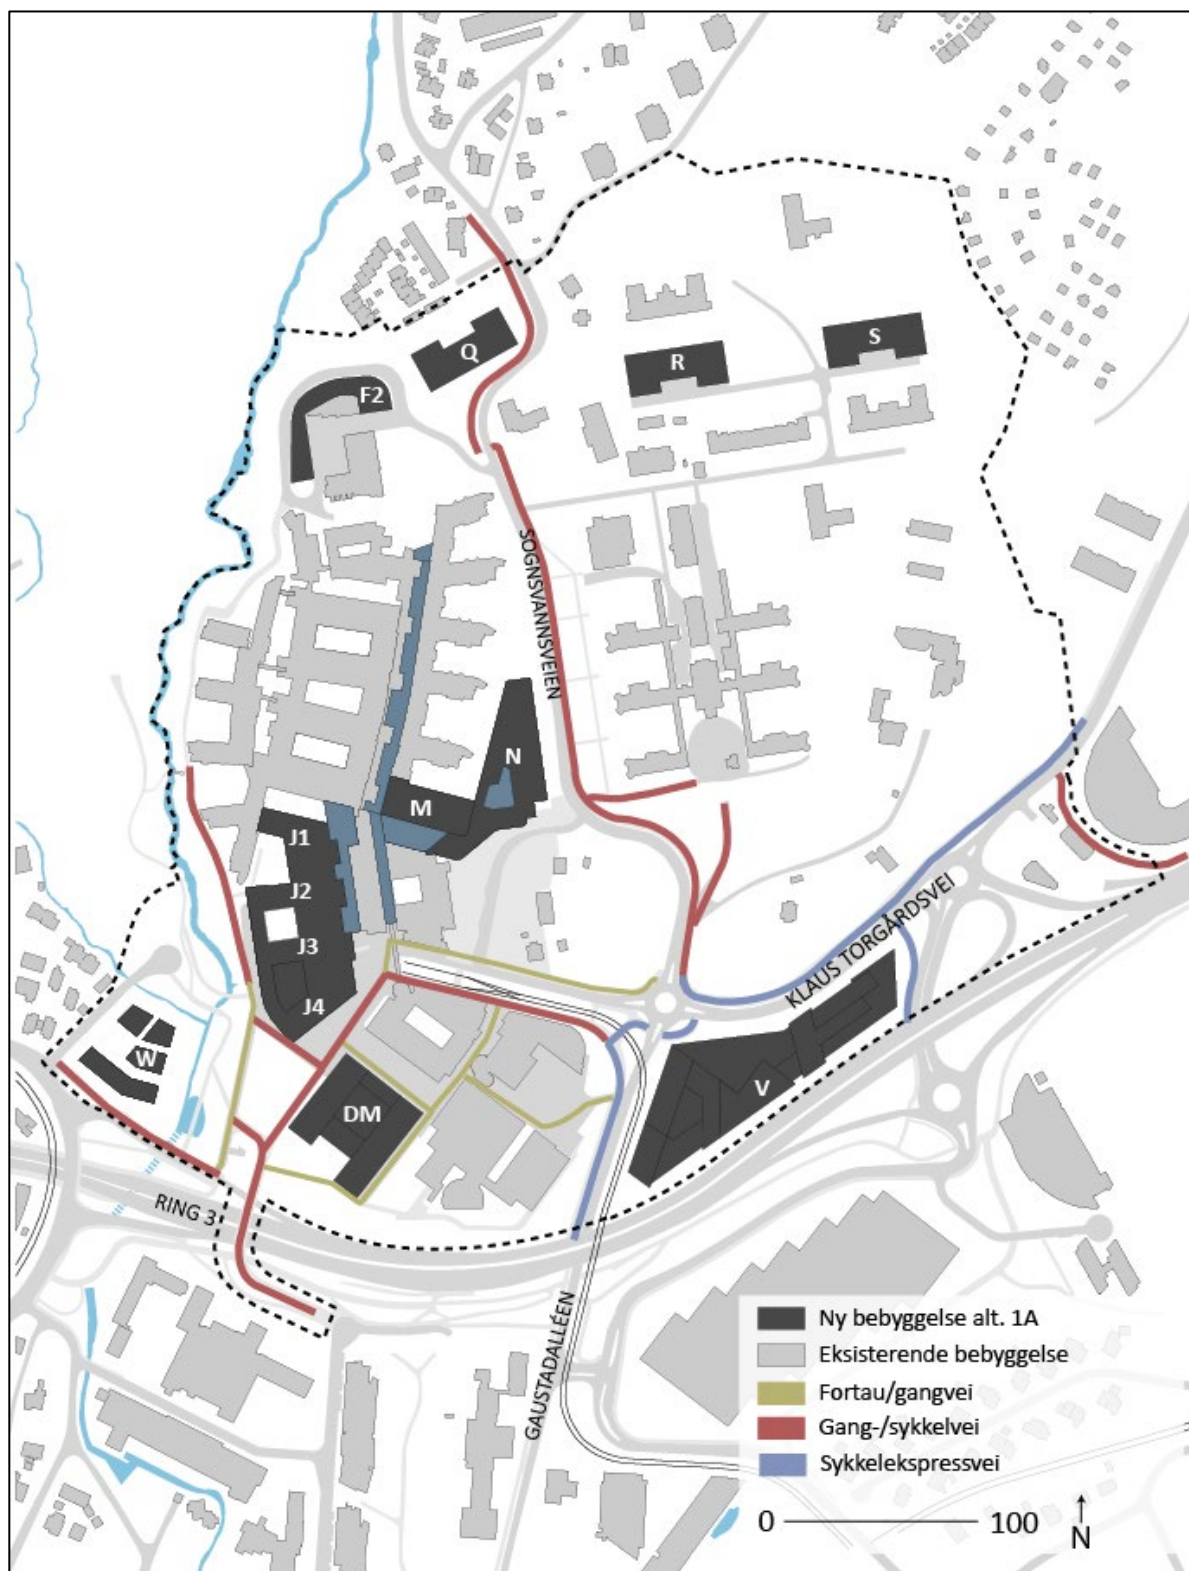 Q
S
R
F2
SOGNSVANNSVEIEN
N
M
J1
J2
J3
J4
KLAUS TORGÅRDSVEI
W
V
DM
RING 3
GAUSTADALLÉEN
Ny bebyggelse alt. 1A
Eksisterende bebyggelse
Fortau/gangvei
Gang-/sykkelvei
Sykkelekspressvei
0 100
N